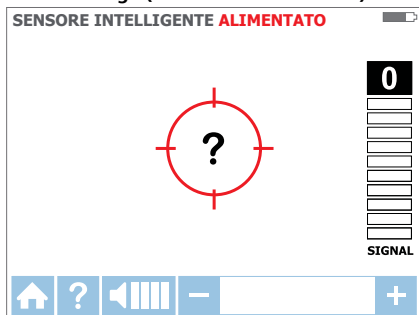 SENSORE INTELLIGENTE ALIMENTATO
0
?
SIGNAL
? − +